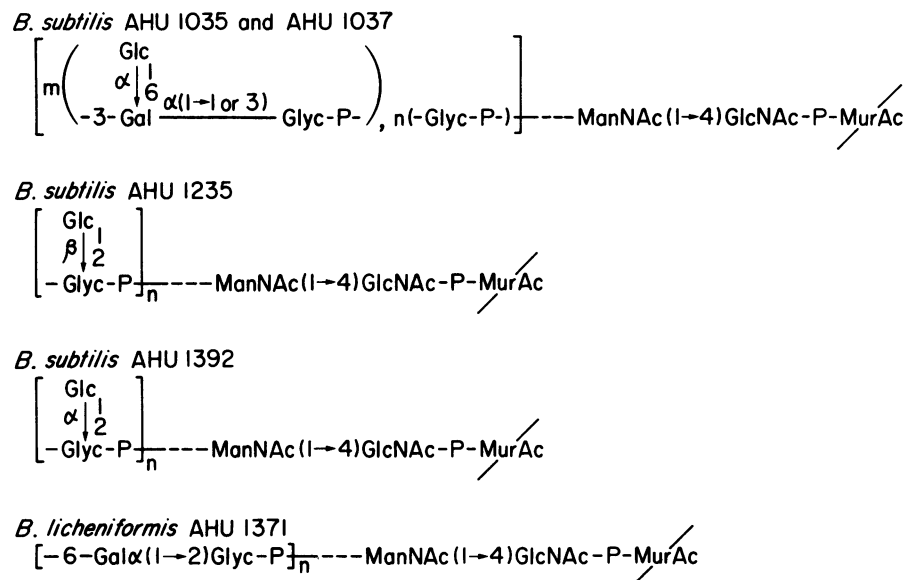 B. subtilis AHU 1035 and AHU 1037
Glc
α 1
m 6 α(1→1 or 3)
[m(-3-Gal Glyc-P-), n(-Glyc-P-)]----ManNAc(1→4)GlcNAc-P-MurAc
B. subtilis AHU 1235
Glc
β 1
2
[-Glyc-P]n----ManNAc(1→4)GlcNAc-P-MurAc
B. subtilis AHU 1392
Glc
α 1
2
[-Glyc-P]n----ManNAc(1→4)GlcNAc-P-MurAc
B. licheniformis AHU 1371
[-6-Galα(1→2)Glyc-P]n----ManNAc(1→4)GlcNAc-P-MurAc